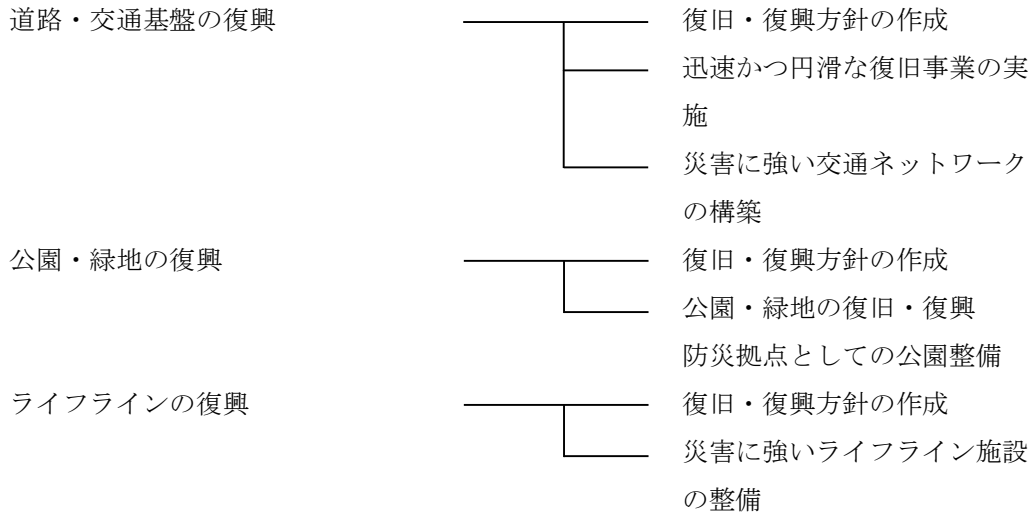 道路・交通基盤の復興
復旧・復興方針の作成
迅速かつ円滑な復旧事業の実
施
災害に強い交通ネットワーク
の構築
公園・緑地の復興
復旧・復興方針の作成
公園・緑地の復旧・復興
防災拠点としての公園整備
ライフラインの復興
復旧・復興方針の作成
災害に強いライフライン施設
の整備